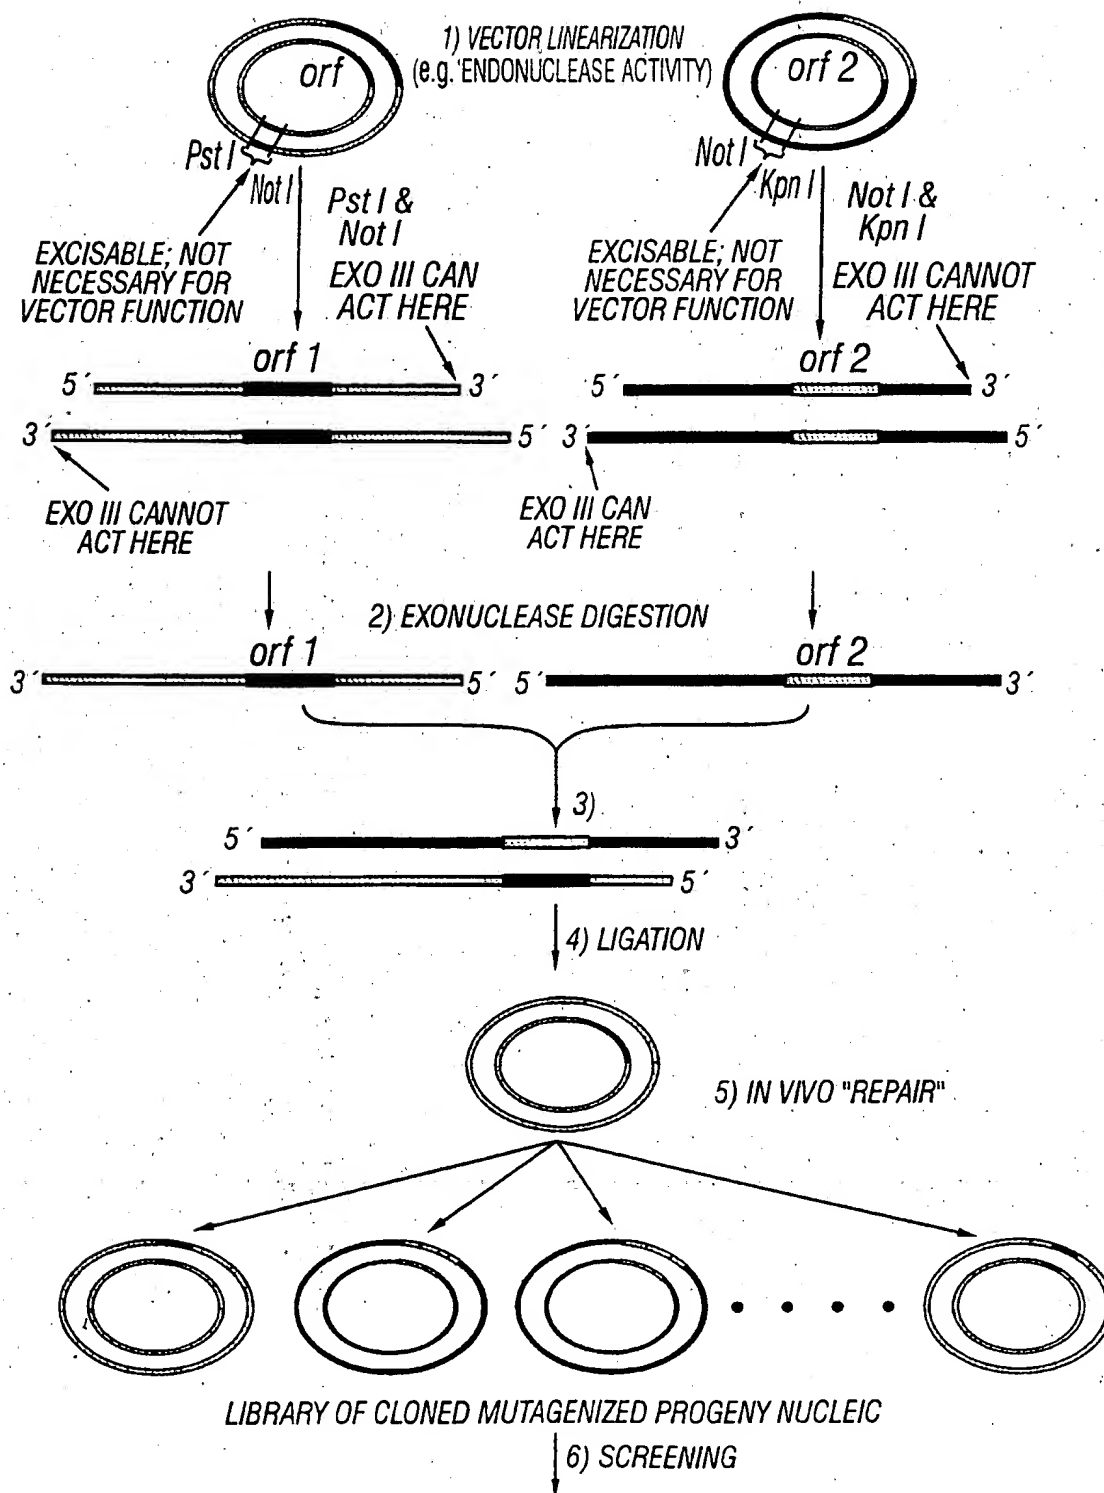 1) VECTOR LINEARIZATION
(e.g. ENDONUCLEASE ACTIVITY)
orf
orf 2
Pst I
Not I
Not I
Kpn I
Pst I &
Not I
Not I &
Kpn I
EXCISABLE; NOT
NECESSARY FOR
VECTOR FUNCTION
EXO III CAN
ACT HERE
EXCISABLE; NOT
NECESSARY FOR
VECTOR FUNCTION
EXO III CANNOT
ACT HERE
orf 1
orf 2
5´ 3´ 5´ 3´
3´ 5´ 3´ 5´
EXO III CANNOT
ACT HERE
EXO III CAN
ACT HERE
2) EXONUCLEASE DIGESTION
orf 1
orf 2
3´ 5´ 5´ 3´
3)
5´ 3´
3´ 5´
4) LIGATION
5) IN VIVO "REPAIR"
LIBRARY OF CLONED MUTAGENIZED PROGENY NUCLEIC
6) SCREENING